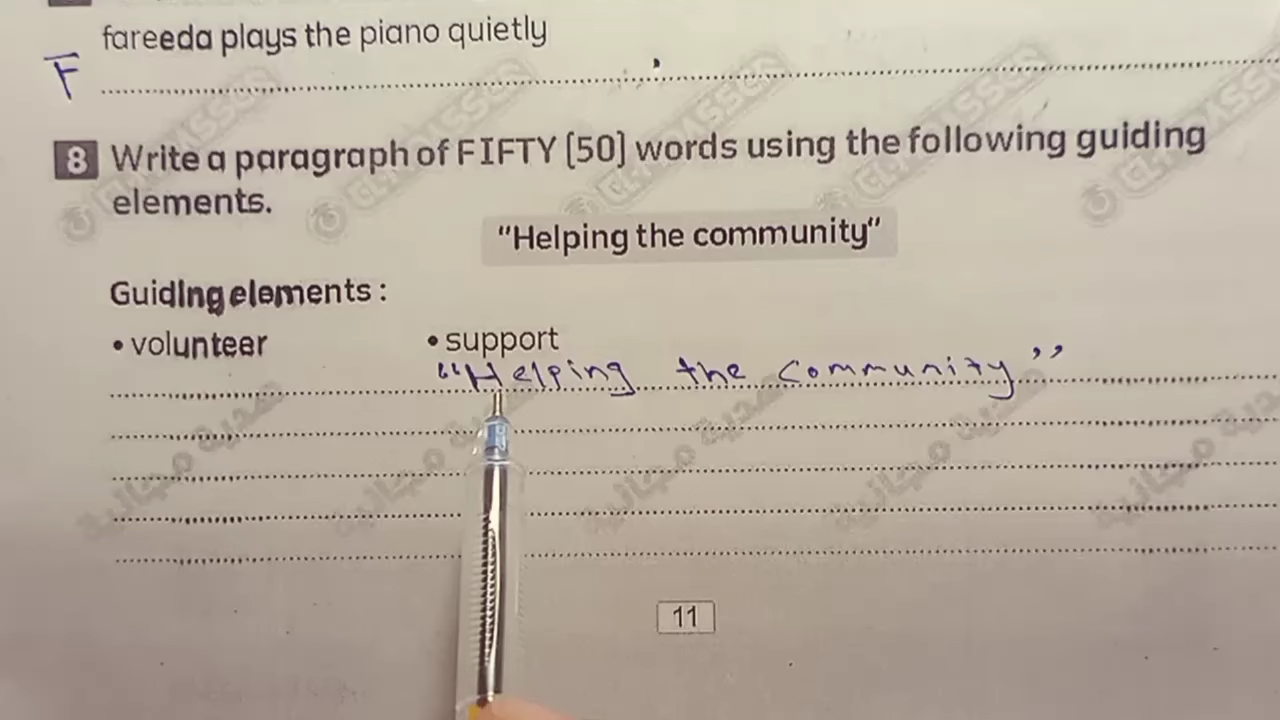 fareeda plays the piano quietly
F
8 Write a paragraph of FIFTY (50) words using the following guiding
elements.
"Helping the community"
Guiding elements :
• volunteer • support
"Helping the community"
11